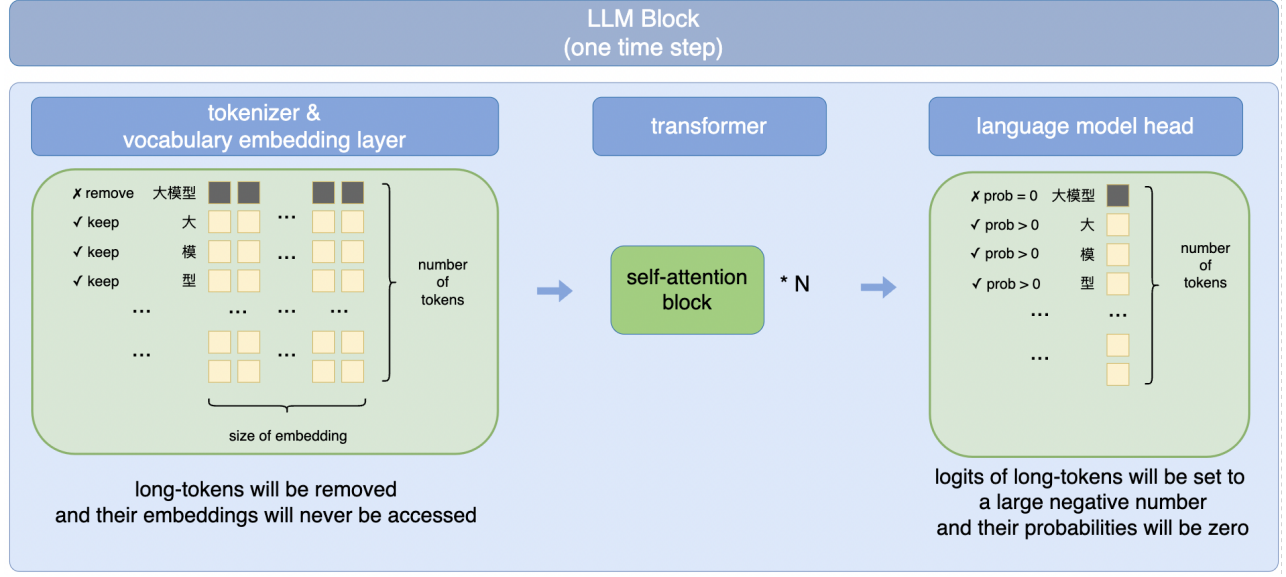 LLM Block
(one time step)
tokenizer &
vocabulary embedding layer
transformer
language model head
✗ remove 大模型 ...
✓ keep 大
✓ keep 模 ...
✓ keep 型
... ... ... ...
... ...
number
of
tokens
size of embedding
long-tokens will be removed
and their embeddings will never be accessed
self-attention
block
* N
✗ prob = 0 大模型
✓ prob > 0 大
✓ prob > 0 模
✓ prob > 0 型
... ...
...
number
of
tokens
logits of long-tokens will be set to
a large negative number
and their probabilities will be zero